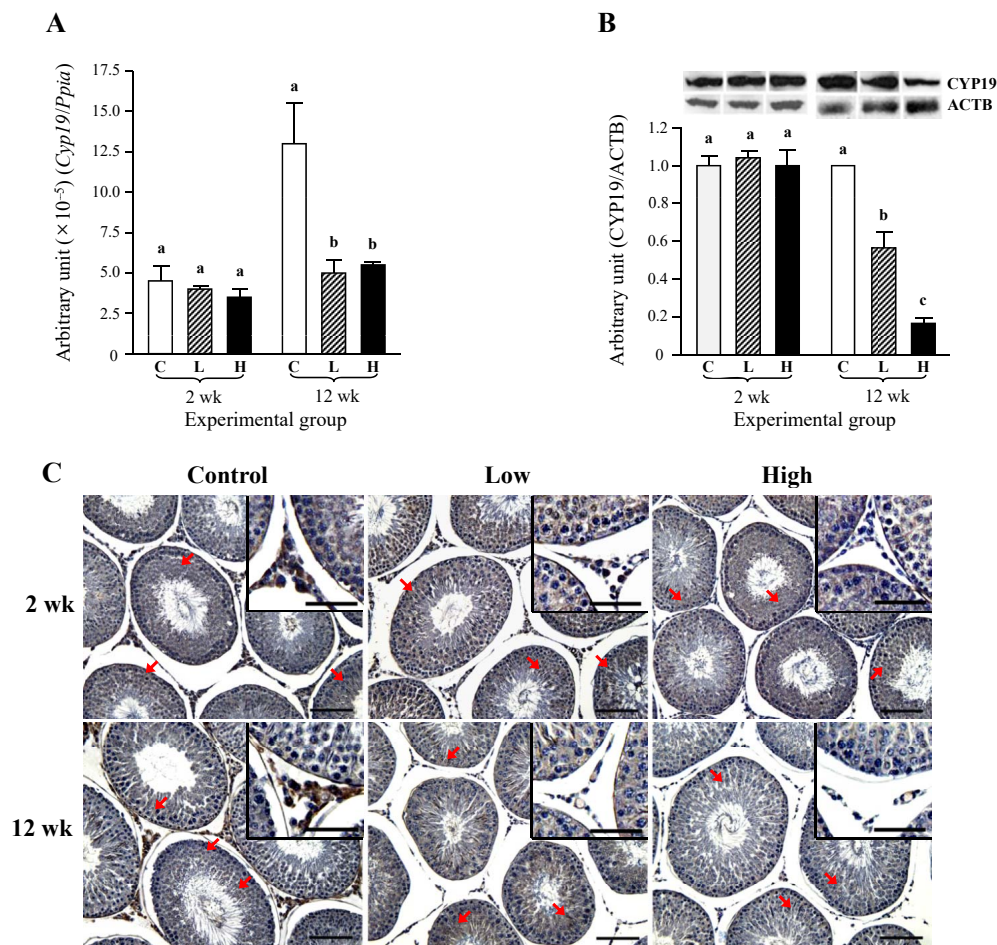 A
Arbitrary unit (×10⁻⁵) (Cyp19/Ppia)
17.5
15.0
12.5
10.0
7.5
5.0
2.5
0
a
a
a
a
b
b
C L H C L H
2 wk 12 wk
Experimental group
B
CYP19
ACTB
Arbitrary unit (CYP19/ACTB)
1.2
1.0
0.8
0.6
0.4
0.2
0
a
a
a
a
b
c
C L H C L H
2 wk 12 wk
Experimental group
C
Control Low High
2 wk
12 wk